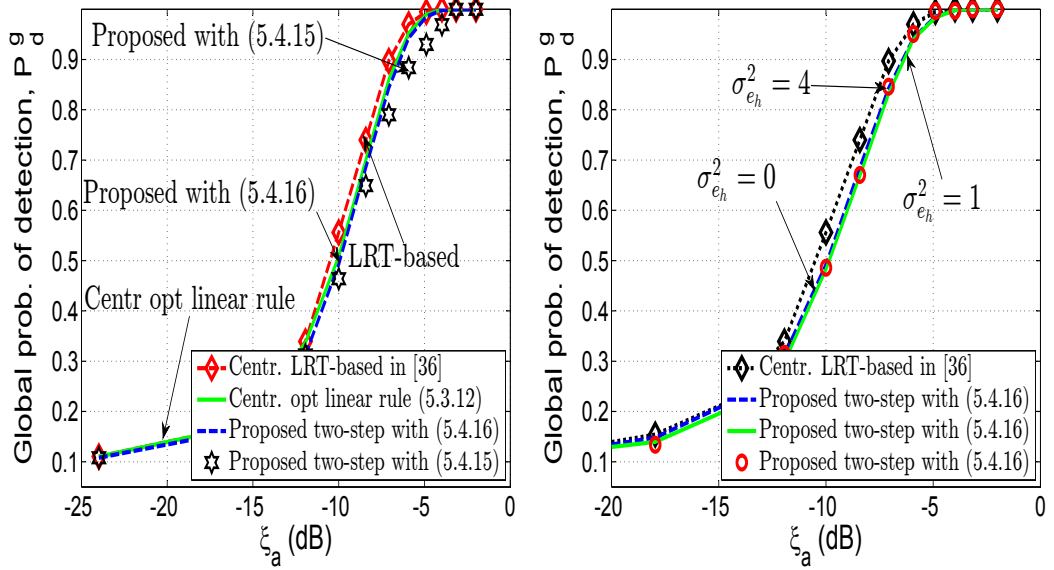 Global prob. of detection, P_d^g
0.9
0.8
0.7
0.6
0.5
0.4
0.3
0.2
0.1
-25
-20
-15
-10
-5
0
ξ_a (dB)
Proposed with (5.4.15)
Proposed with (5.4.16)
LRT-based
Centr opt linear rule
Centr. LRT-based in [36]
Centr. opt linear rule (5.3.12)
Proposed two-step with (5.4.16)
Proposed two-step with (5.4.15)
Global prob. of detection, P_d^g
0.9
0.8
0.7
0.6
0.5
0.4
0.3
0.2
0.1
-20
-15
-10
-5
0
ξ_a (dB)
σ_{e_h}^2 = 4
σ_{e_h}^2 = 0
σ_{e_h}^2 = 1
Centr. LRT-based in [36]
Proposed two-step with (5.4.16)
Proposed two-step with (5.4.16)
Proposed two-step with (5.4.16)